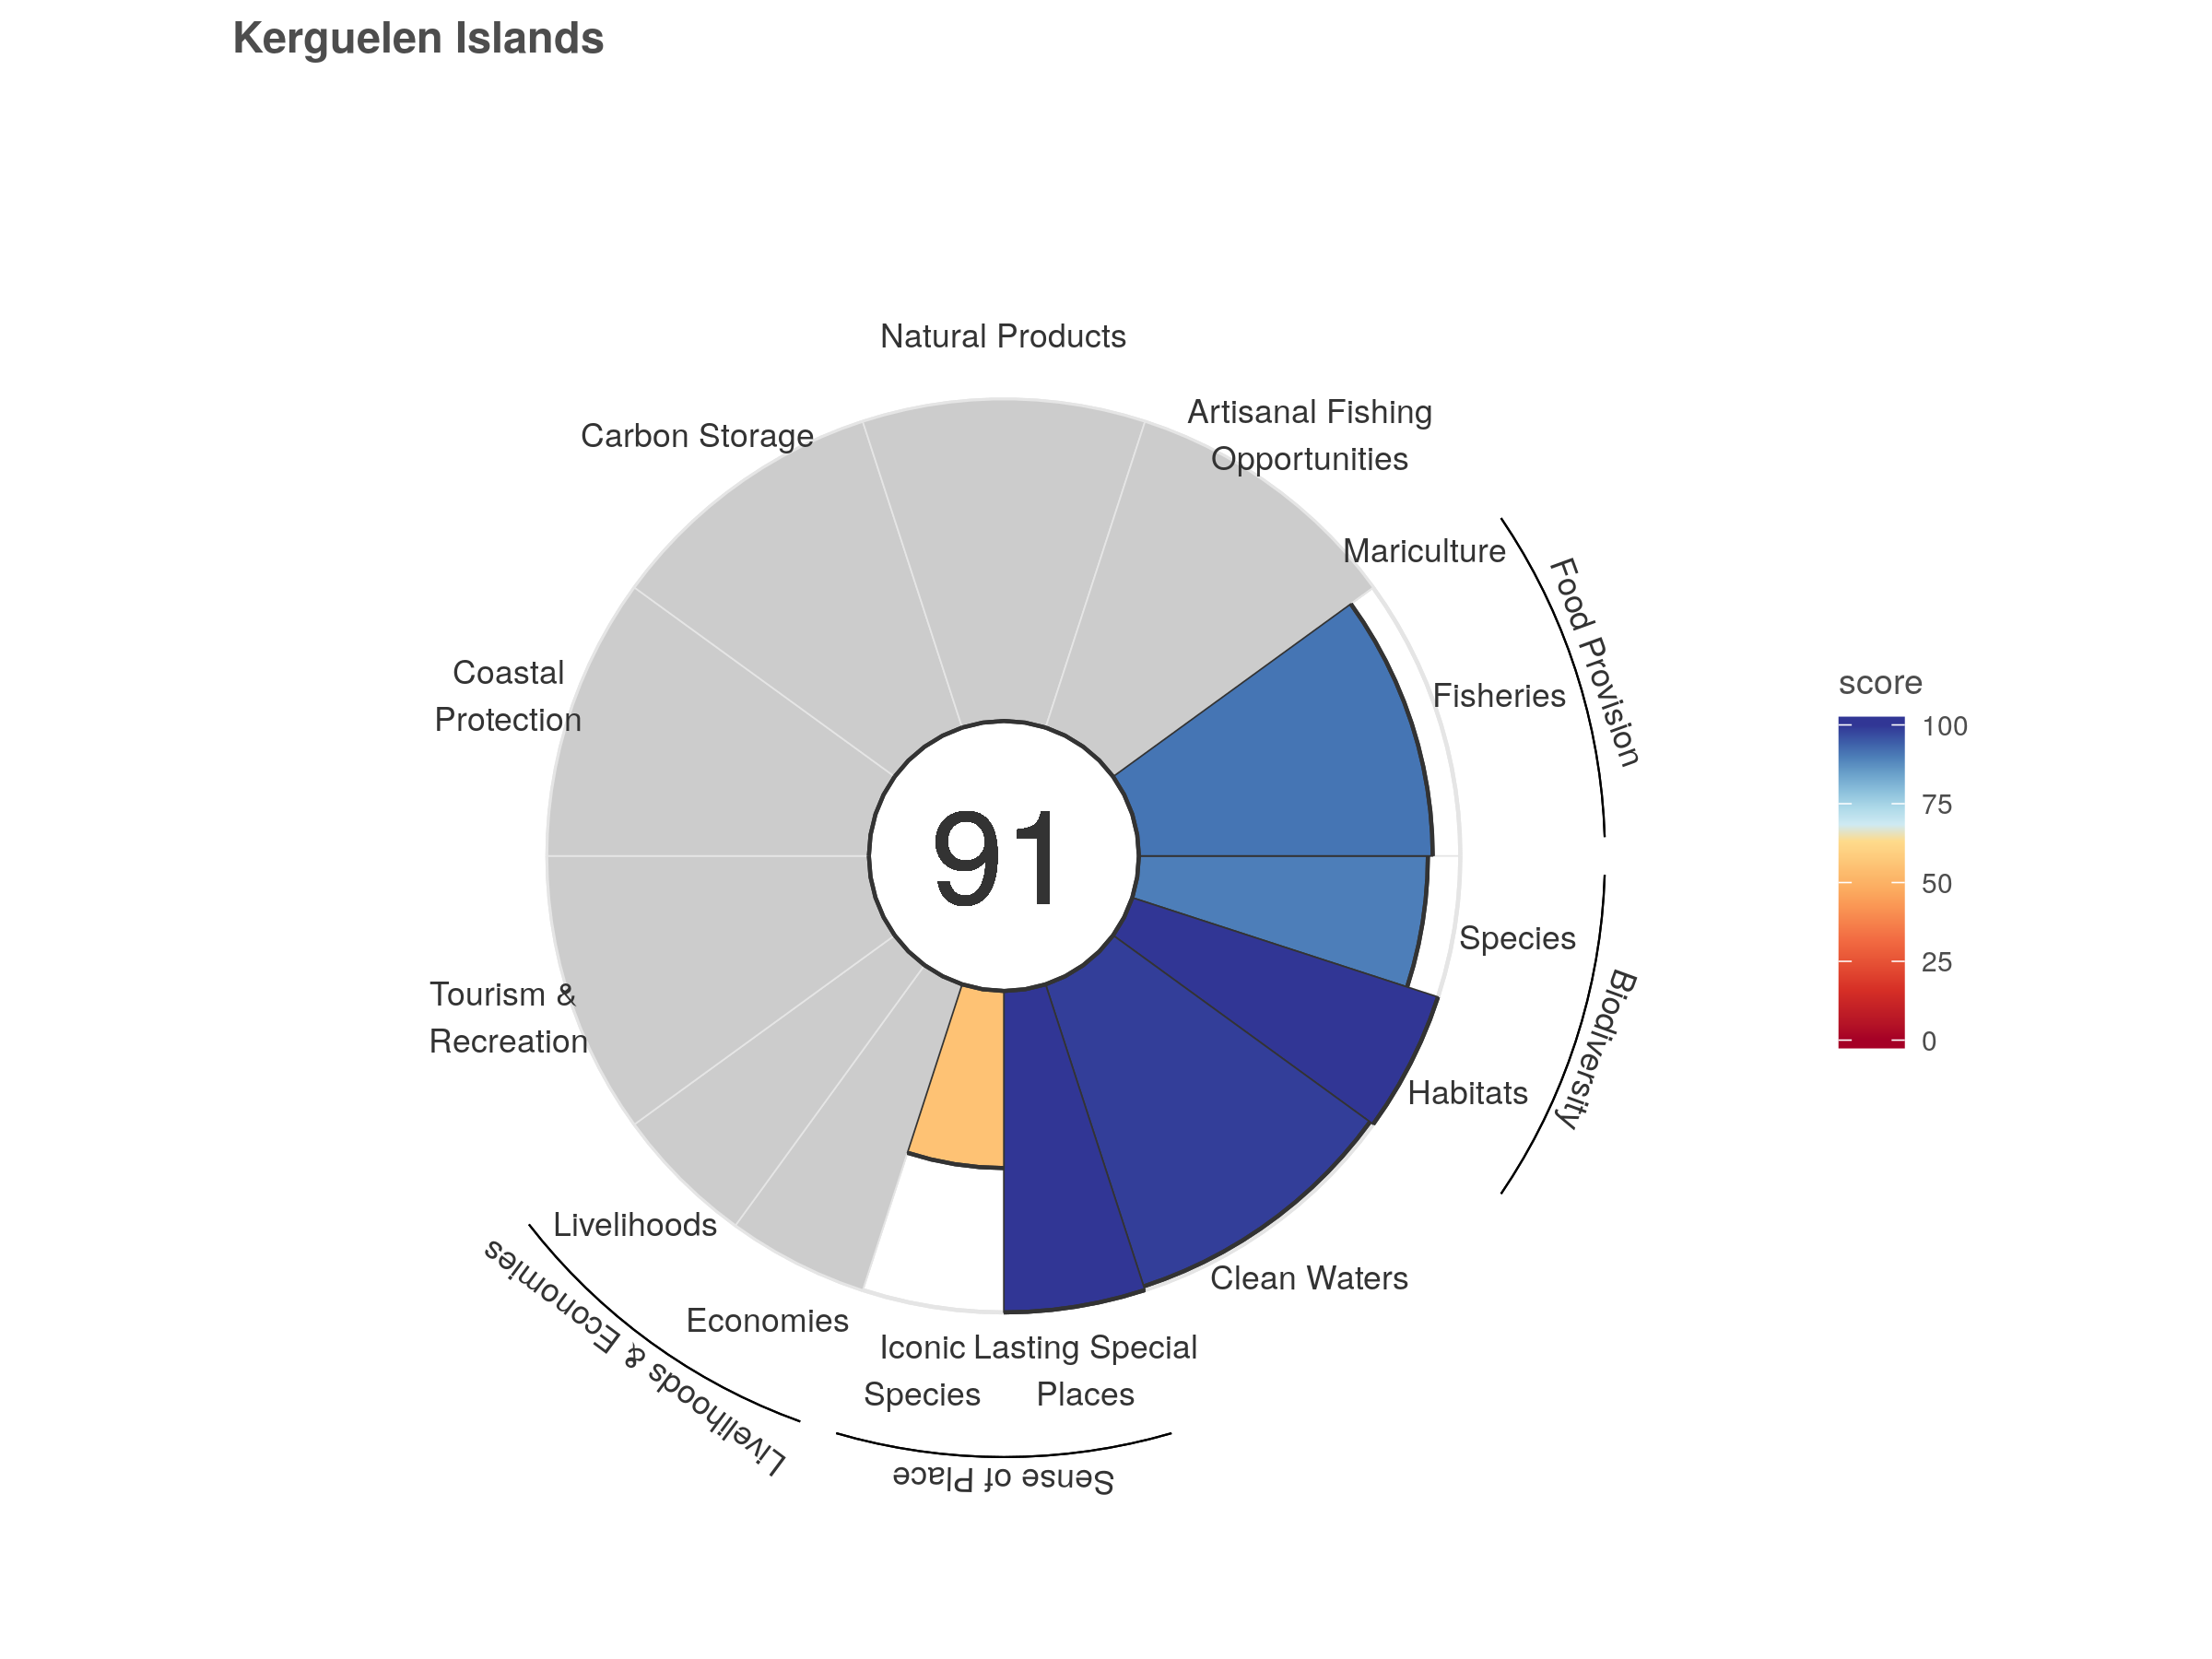 Kerguelen Islands
Natural Products
Artisanal Fishing
Opportunities
Carbon Storage
Mariculture
Food Provision
Fisheries
Coastal
Protection
91
Species
Biodiversity
Habitats
Tourism &
Recreation
Livelihoods
Clean Waters
Economies
Livelihoods & Economies
Iconic
Species
Lasting Special
Places
Sense of Place
score
100
75
50
25
0